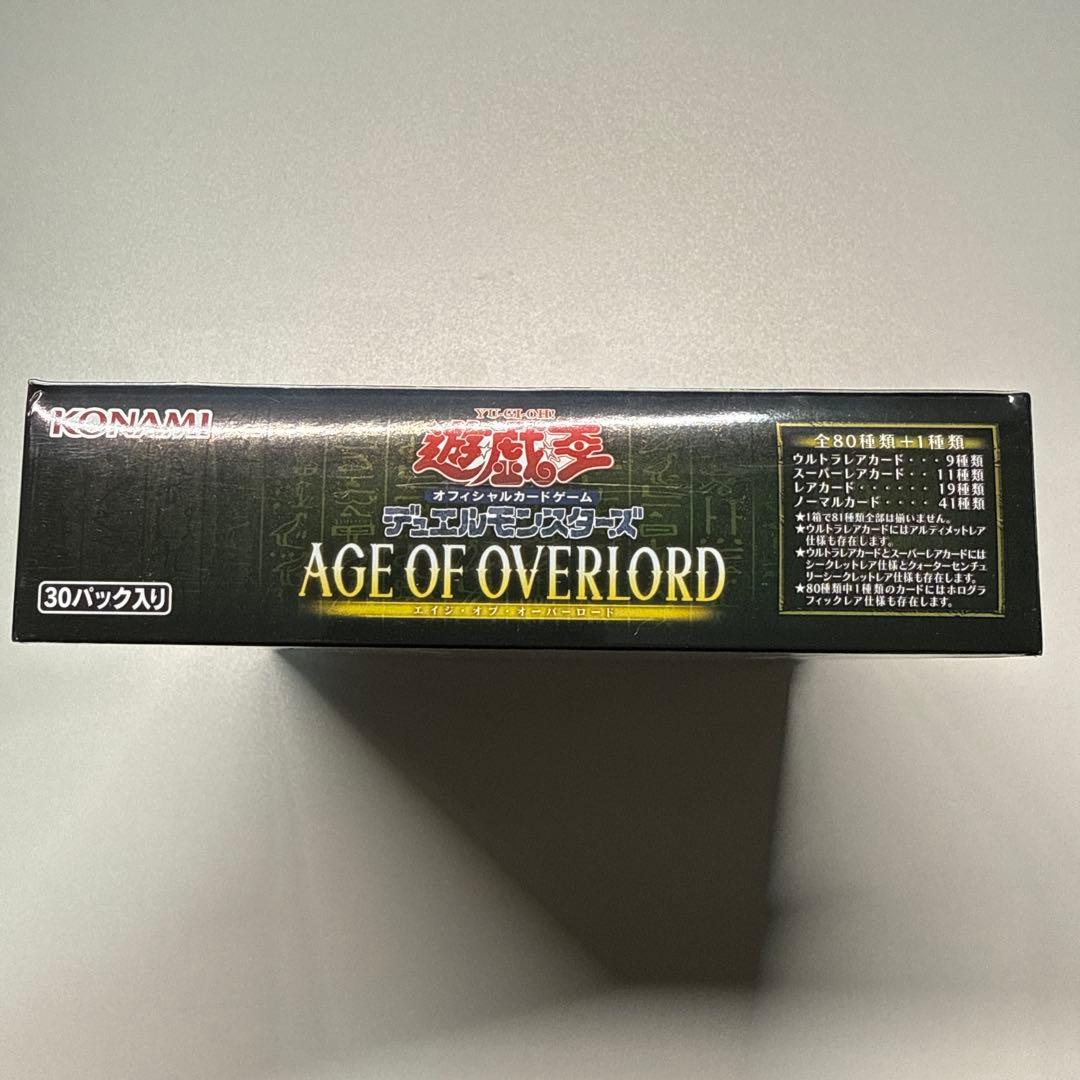 KONAMI
YU-GI-OH!
遊戯王
オフィシャルカードゲーム
デュエルモンスターズ
AGE OF OVERLORD
エイジ・オブ・オーバーロード
30パック入り
全80種類+1種類
ウルトラレアカード・・・9種類
スーパーレアカード・・11種類
レアカード・・・・・・19種類
ノーマルカード・・・・41種類
★1箱で81種類全部は揃いません。
★ウルトラレアカードにはアルティメットレア
仕様も存在します。
★ウルトラレアカードとスーパーレアカードには
シークレットレア仕様とクォーターセンチュ
リーシークレットレア仕様も存在します。
★80種類中1種類のカードにはホログラ
フィックレア仕様も存在します。